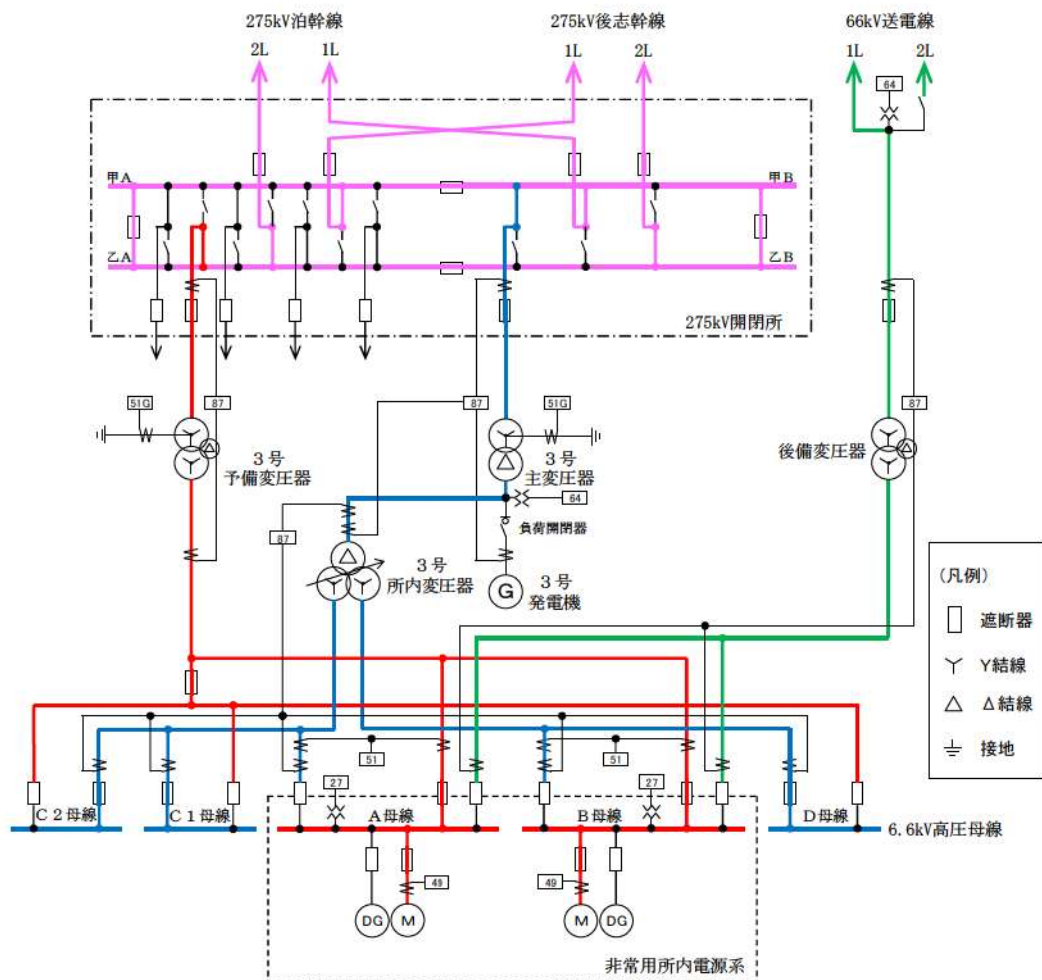 275kV泊幹線
275kV後志幹線
66kV送電線
2L
1L
1L
2L
1L
2L
64
甲A
甲B
乙A
乙B
275kV開閉所
51G
87
87
51G
87
3号
予備変圧器
3号
主変圧器
後備変圧器
64
87
負荷開閉器
3号
所内変圧器
G
3号
発電機
(凡例)
遮断器
Y結線
Δ結線
接地
51
51
27
27
C2母線
C1母線
A母線
B母線
D母線
6.6kV高圧母線
49
49
DG
M
M
DG
非常用所内電源系